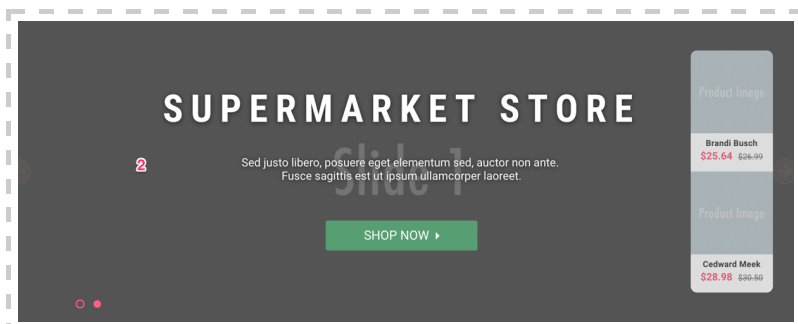 SUPERMARKET STORE
2
Sed justo libero, posuere eget elementum sed, auctor non ante.
Fusce sagittis est ut ipsum ullamcorper laoreet.
Slide 1
SHOP NOW
Product Image
Brandi Busch
$25.64 $26.99
Product Image
Cedward Meek
$28.98 $30.50